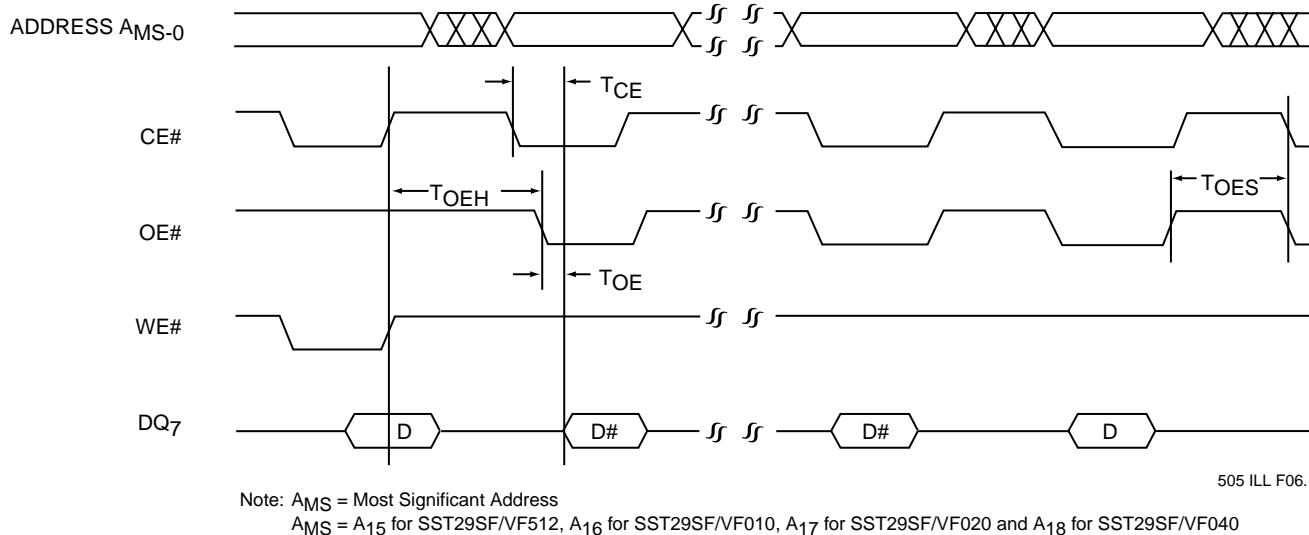 ADDRESS AMS-0
TCE
CE#
TOEH
TOES
OE#
TOE
WE#
DQ7
D
D#
D#
D
505 ILL F06.
Note: AMS = Most Significant Address
AMS = A15 for SST29SF/VF512, A16 for SST29SF/VF010, A17 for SST29SF/VF020 and A18 for SST29SF/VF040